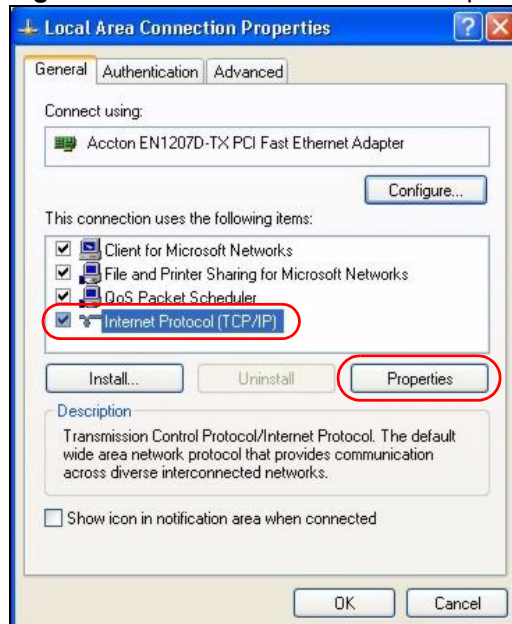 Local Area Connection Properties
General Authentication Advanced
Connect using:
Accton EN1207D-TX PCI Fast Ethernet Adapter
Configure...
This connection uses the following items:
Client for Microsoft Networks
File and Printer Sharing for Microsoft Networks
QoS Packet Scheduler
Internet Protocol (TCP/IP)
Install... Uninstall Properties
Description
Transmission Control Protocol/Internet Protocol. The default
wide area network protocol that provides communication
across diverse interconnected networks.
Show icon in notification area when connected
OK Cancel